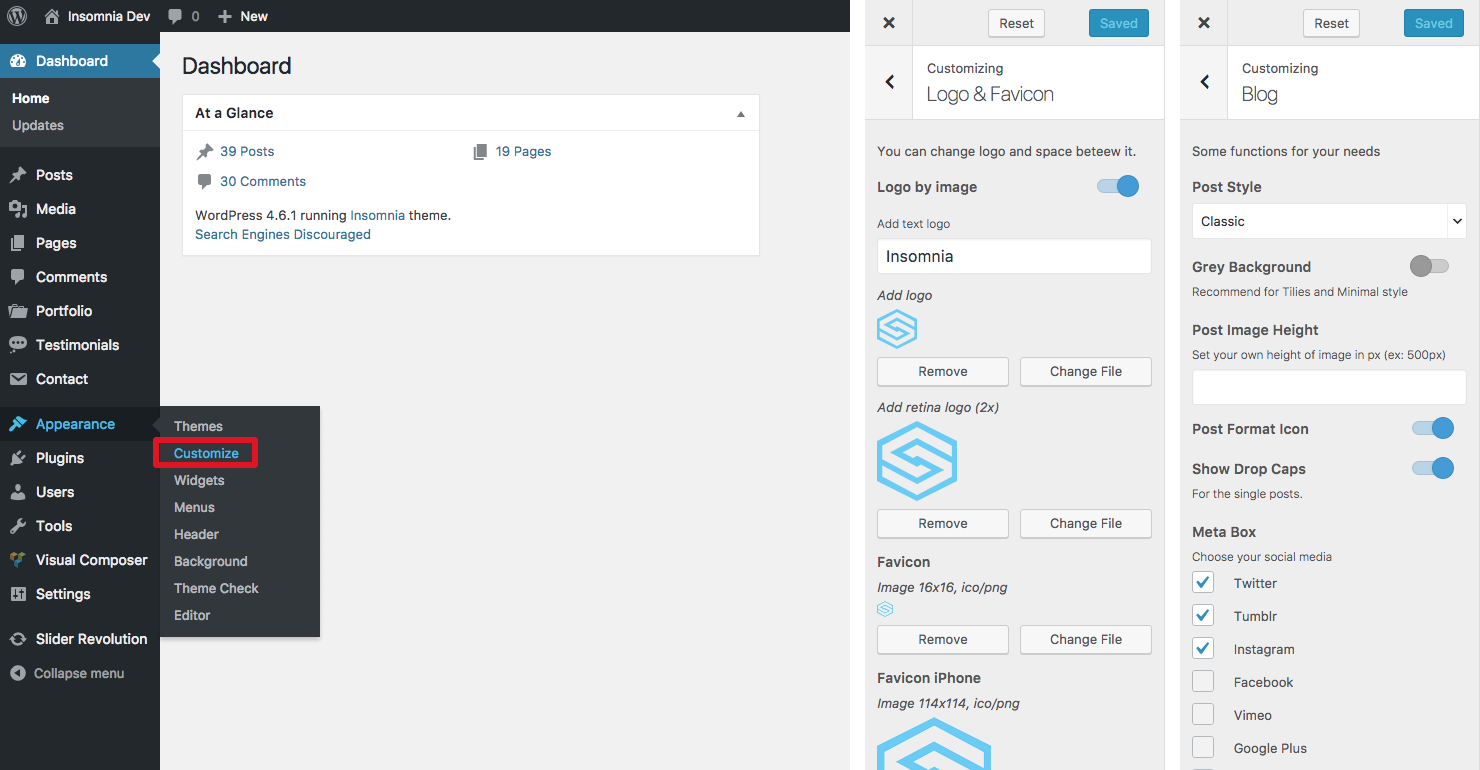 Insomnia Dev 0 New
Dashboard
Home
Updates
Posts
Media
Pages
Comments
Portfolio
Testimonials
Contact
Appearance
Plugins
Users
Tools
Visual Composer
Settings
Slider Revolution
Collapse menu
Themes
Customize
Widgets
Menus
Header
Background
Theme Check
Editor
Dashboard
At a Glance
39 Posts 19 Pages
30 Comments
WordPress 4.6.1 running Insomnia theme.
Search Engines Discouraged
Reset Saved
Customizing
Logo & Favicon
You can change logo and space beteew it.
Logo by image
Add text logo
Insomnia
Add logo
Remove Change File
Add retina logo (2x)
Remove Change File
Favicon
Image 16x16, ico/png
Remove Change File
Favicon iPhone
Image 114x114, ico/png
Reset Saved
Customizing
Blog
Some functions for your needs
Post Style
Classic
Grey Background
Recommend for Tilies and Minimal style
Post Image Height
Set your own height of image in px (ex: 500px)
Post Format Icon
Show Drop Caps
For the single posts.
Meta Box
Choose your social media
Twitter
Tumblr
Instagram
Facebook
Vimeo
Google Plus